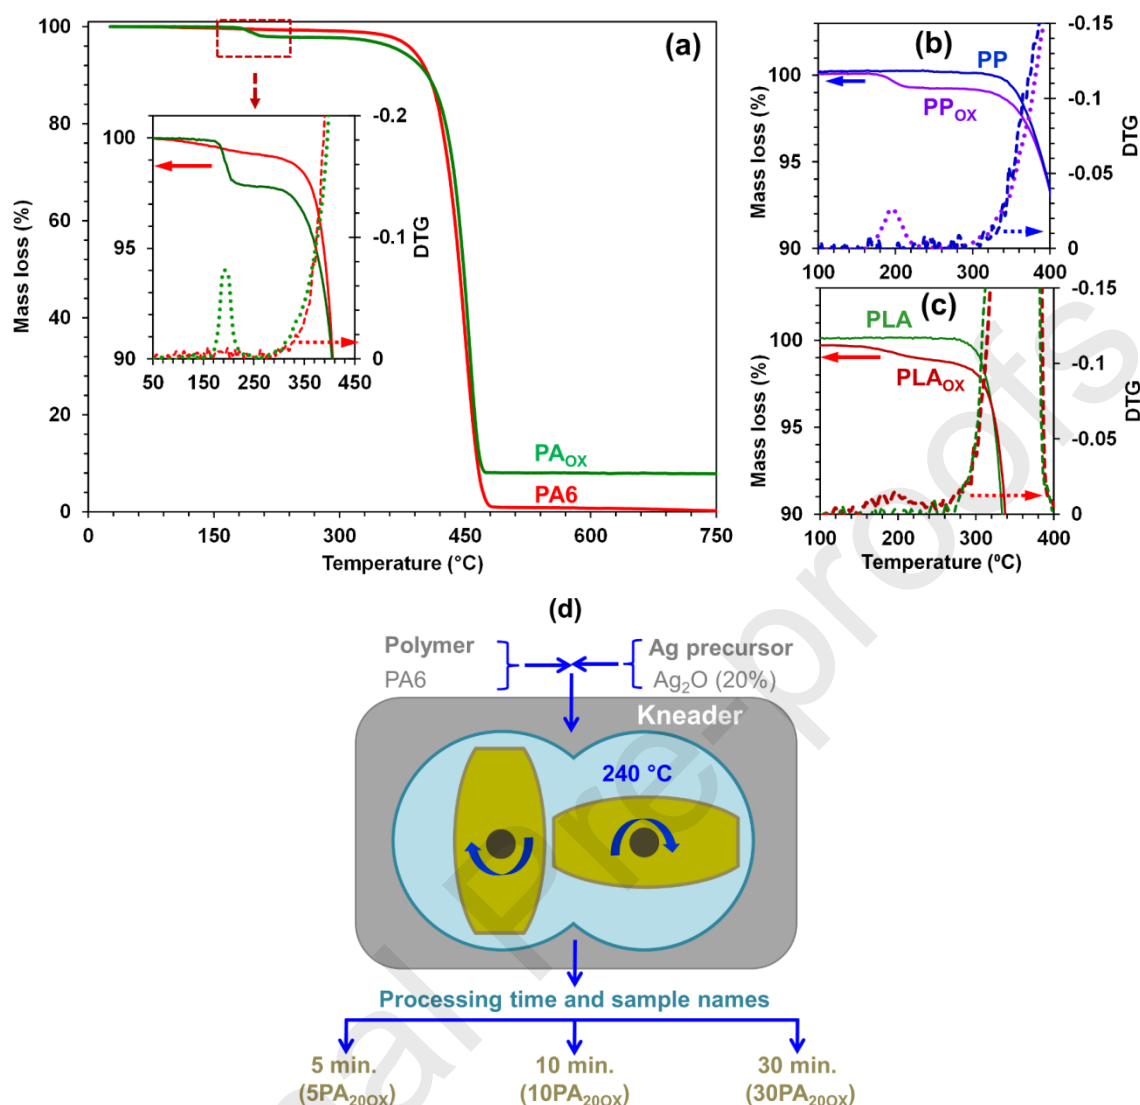 (a)
100
80
60
40
20
0
Mass loss (%)
0
150
300
450
600
750
Temperature (°C)
PA_OX
PA6
100
95
90
50
150
250
350
450
-0.2
-0.1
0
DTG
(b)
PP
PP_OX
100
95
90
Mass loss (%)
100
200
300
400
-0.15
-0.1
-0.05
0
DTG
(c)
PLA
PLA_OX
100
95
90
Mass loss (%)
100
200
300
400
-0.15
-0.1
-0.05
0
DTG
Temperature (ºC)
(d)
Polymer
PA6
Ag precursor
Ag₂O (20%)
Kneader
240 °C
Processing time and sample names
5 min.
(5PA_20OX)
10 min.
(10PA_20OX)
30 min.
(30PA_20OX)
Pre-proofs